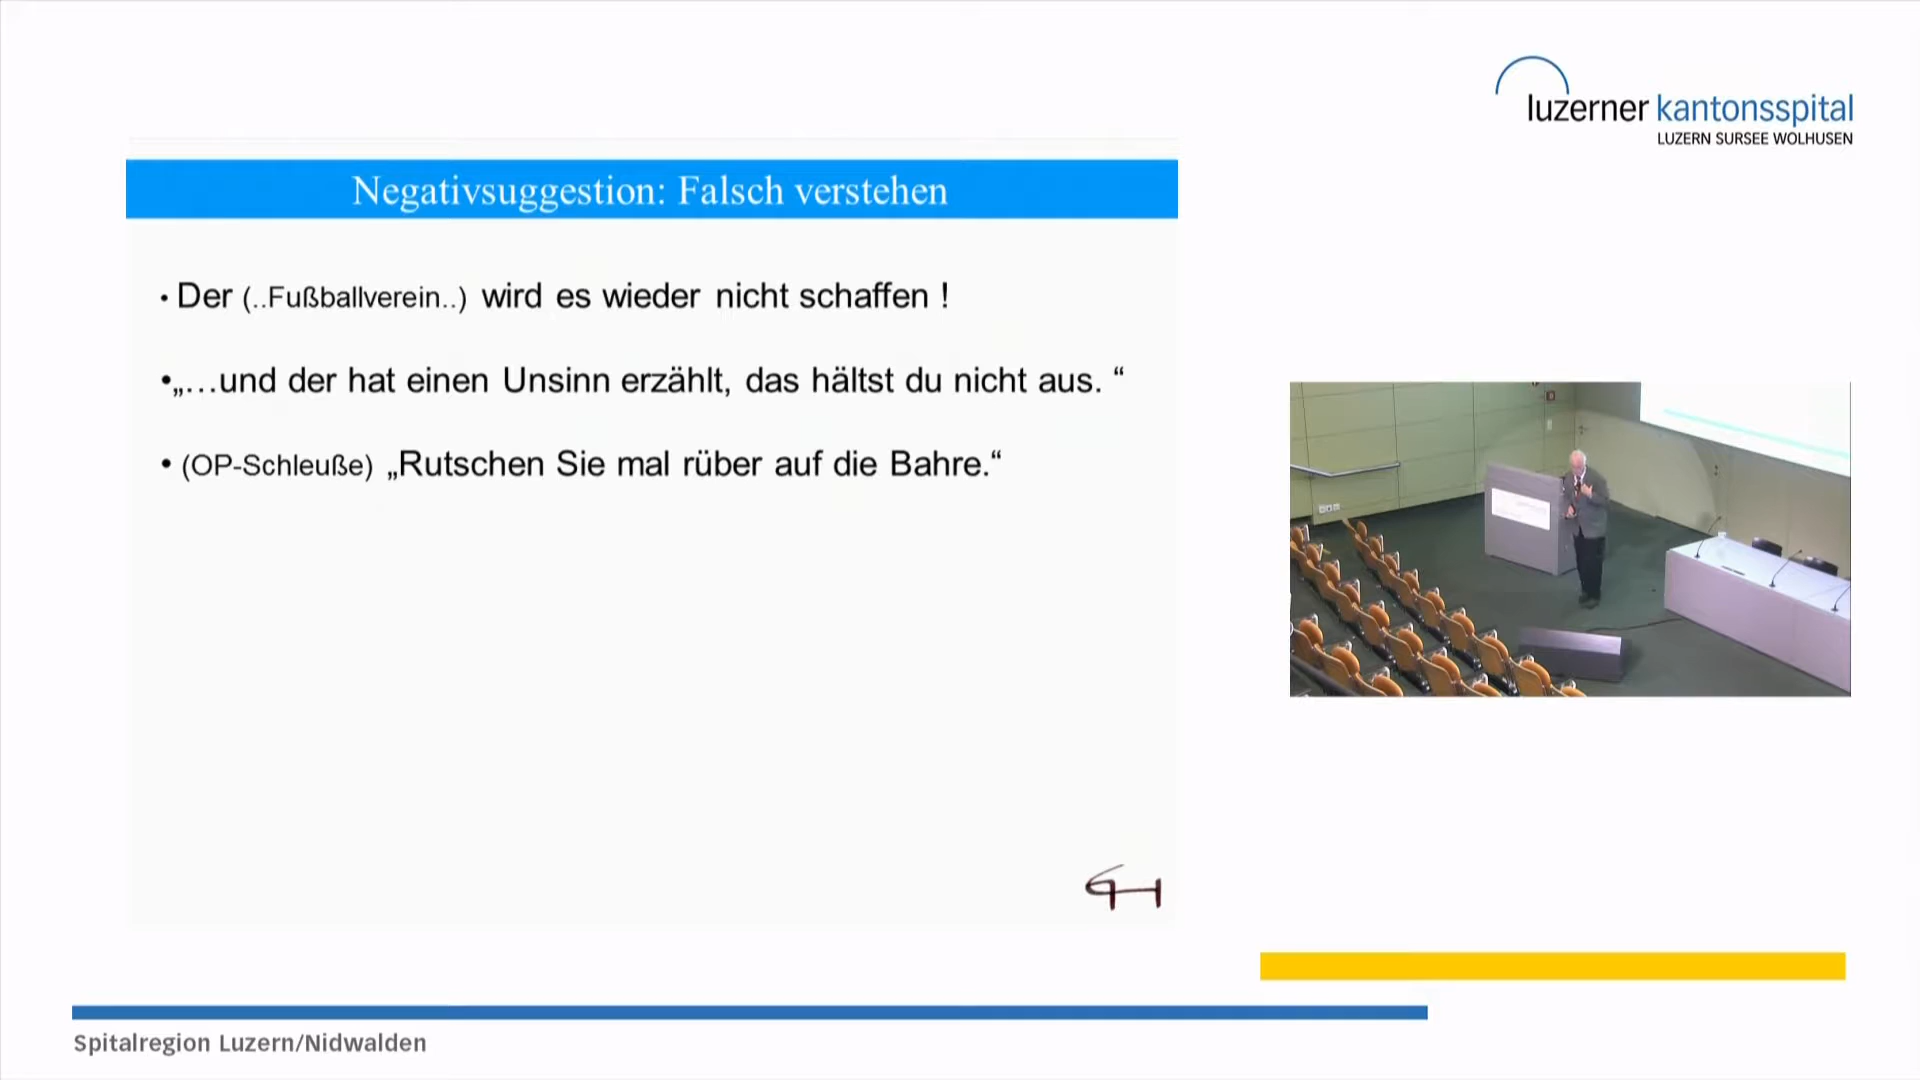 luzerner kantonsspital
LUZERN SURSEE WOLHUSEN
Negativsuggestion: Falsch verstehen
• Der (..Fußballverein..) wird es wieder nicht schaffen !
•„…und der hat einen Unsinn erzählt, das hältst du nicht aus. “
• (OP-Schleuße) „Rutschen Sie mal rüber auf die Bahre.“
Spitalregion Luzern/Nidwalden